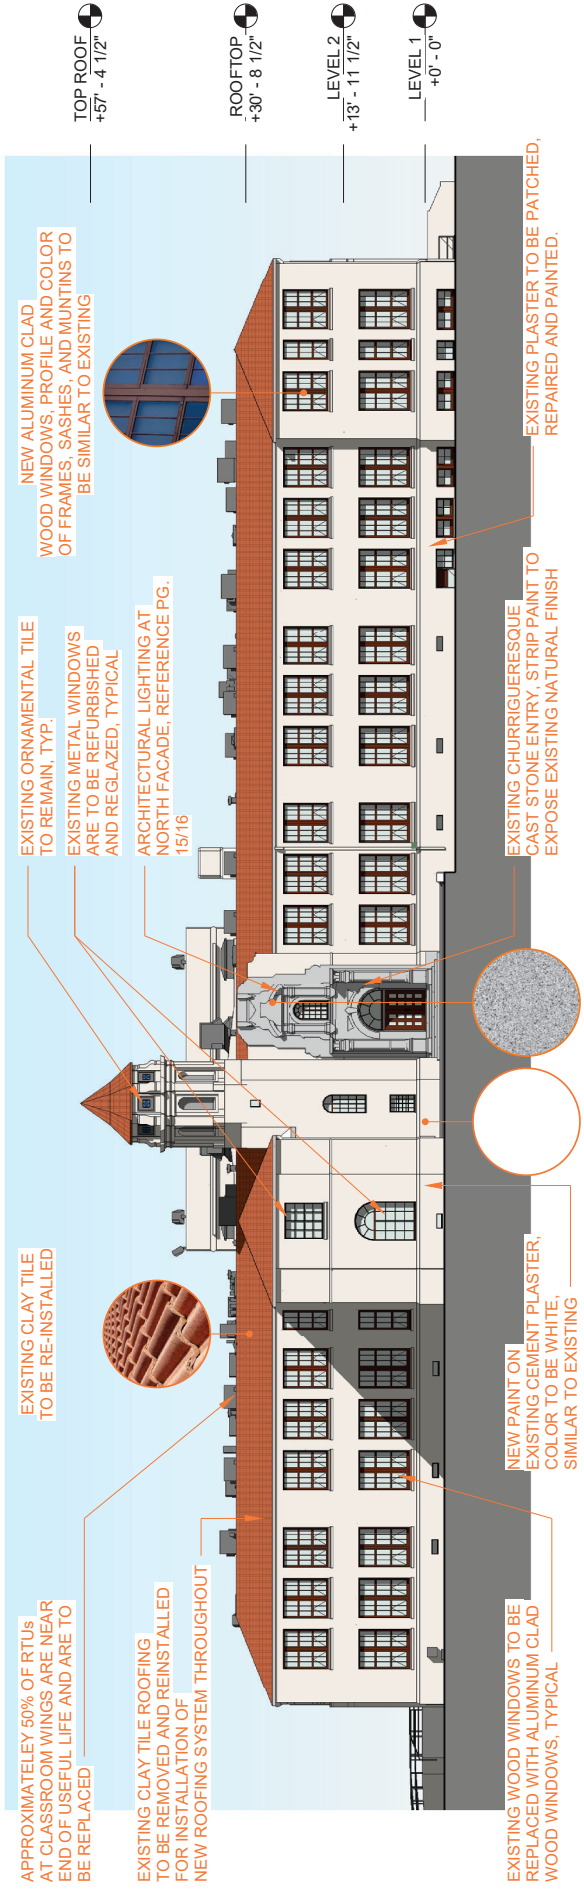 APPROXIMATELEY 50% OF RTUs
AT CLASSROOM WINGS ARE NEAR
END OF USEFUL LIFE AND ARE TO
BE REPLACED
EXISTING CLAY TILE ROOFING
TO BE REMOVED AND REINSTALLED
FOR INSTALLATION OF
NEW ROOFING SYSTEM THROUGHOUT
EXISTING CLAY TILE
TO BE RE-INSTALLED
EXISTING ORNAMENTAL TILE
TO REMAIN, TYP.
EXISTING METAL WINDOWS
ARE TO BE REFURBISHED
AND REGLAZED, TYPICAL
ARCHITECTURAL LIGHTING AT
NORTH FACADE, REFERENCE PG.
15/16
NEW ALUMINUM CLAD
WOOD WINDOWS, PROFILE AND COLOR
OF FRAMES, SASHES, AND MUNTINS TO
BE SIMILAR TO EXISTING
TOP ROOF
+57' - 4 1/2"
ROOFTOP
+30' - 8 1/2"
LEVEL 2
+13' - 11 1/2"
LEVEL 1
+0' - 0"
EXISTING WOOD WINDOWS TO BE
REPLACED WITH ALUMINUM CLAD
WOOD WINDOWS, TYPICAL
NEW PAINT ON
EXISTING CEMENT PLASTER,
COLOR TO BE WHITE,
SIMILAR TO EXISTING
EXISTING CHURRIGUERESQUE
CAST STONE ENTRY, STRIP PAINT TO
EXPOSE EXISTING NATURAL FINISH
EXISTING PLASTER TO BE PATCHED,
REPAIRED AND PAINTED.